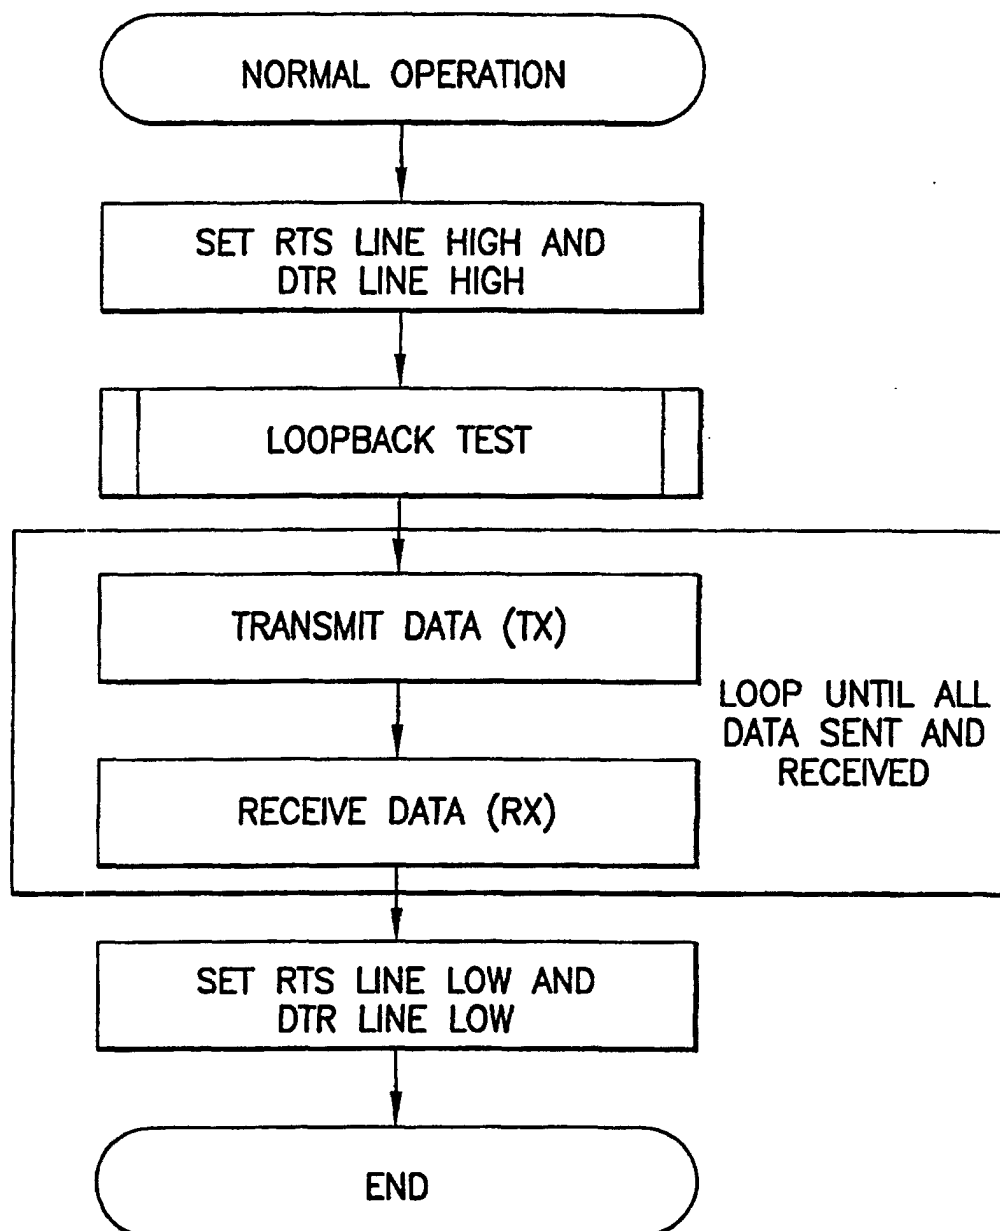 NORMAL OPERATION
SET RTS LINE HIGH AND
DTR LINE HIGH
LOOPBACK TEST
TRANSMIT DATA (TX)
LOOP UNTIL ALL
DATA SENT AND
RECEIVED
RECEIVE DATA (RX)
SET RTS LINE LOW AND
DTR LINE LOW
END